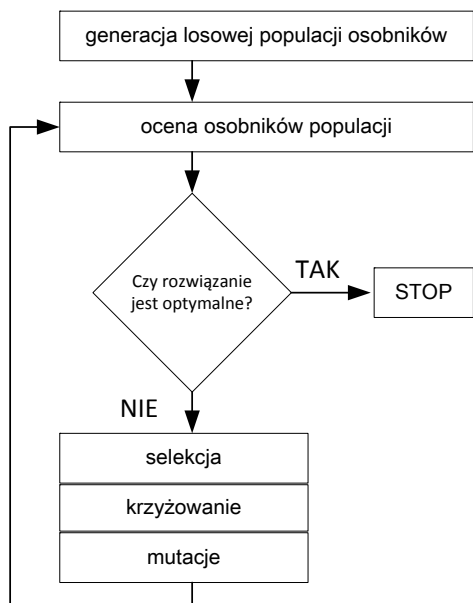 generacja losowej populacji osobników
ocena osobników populacji
Czy rozwiązanie
jest optymalne?
TAK
STOP
NIE
selekcja
krzyżowanie
mutacje